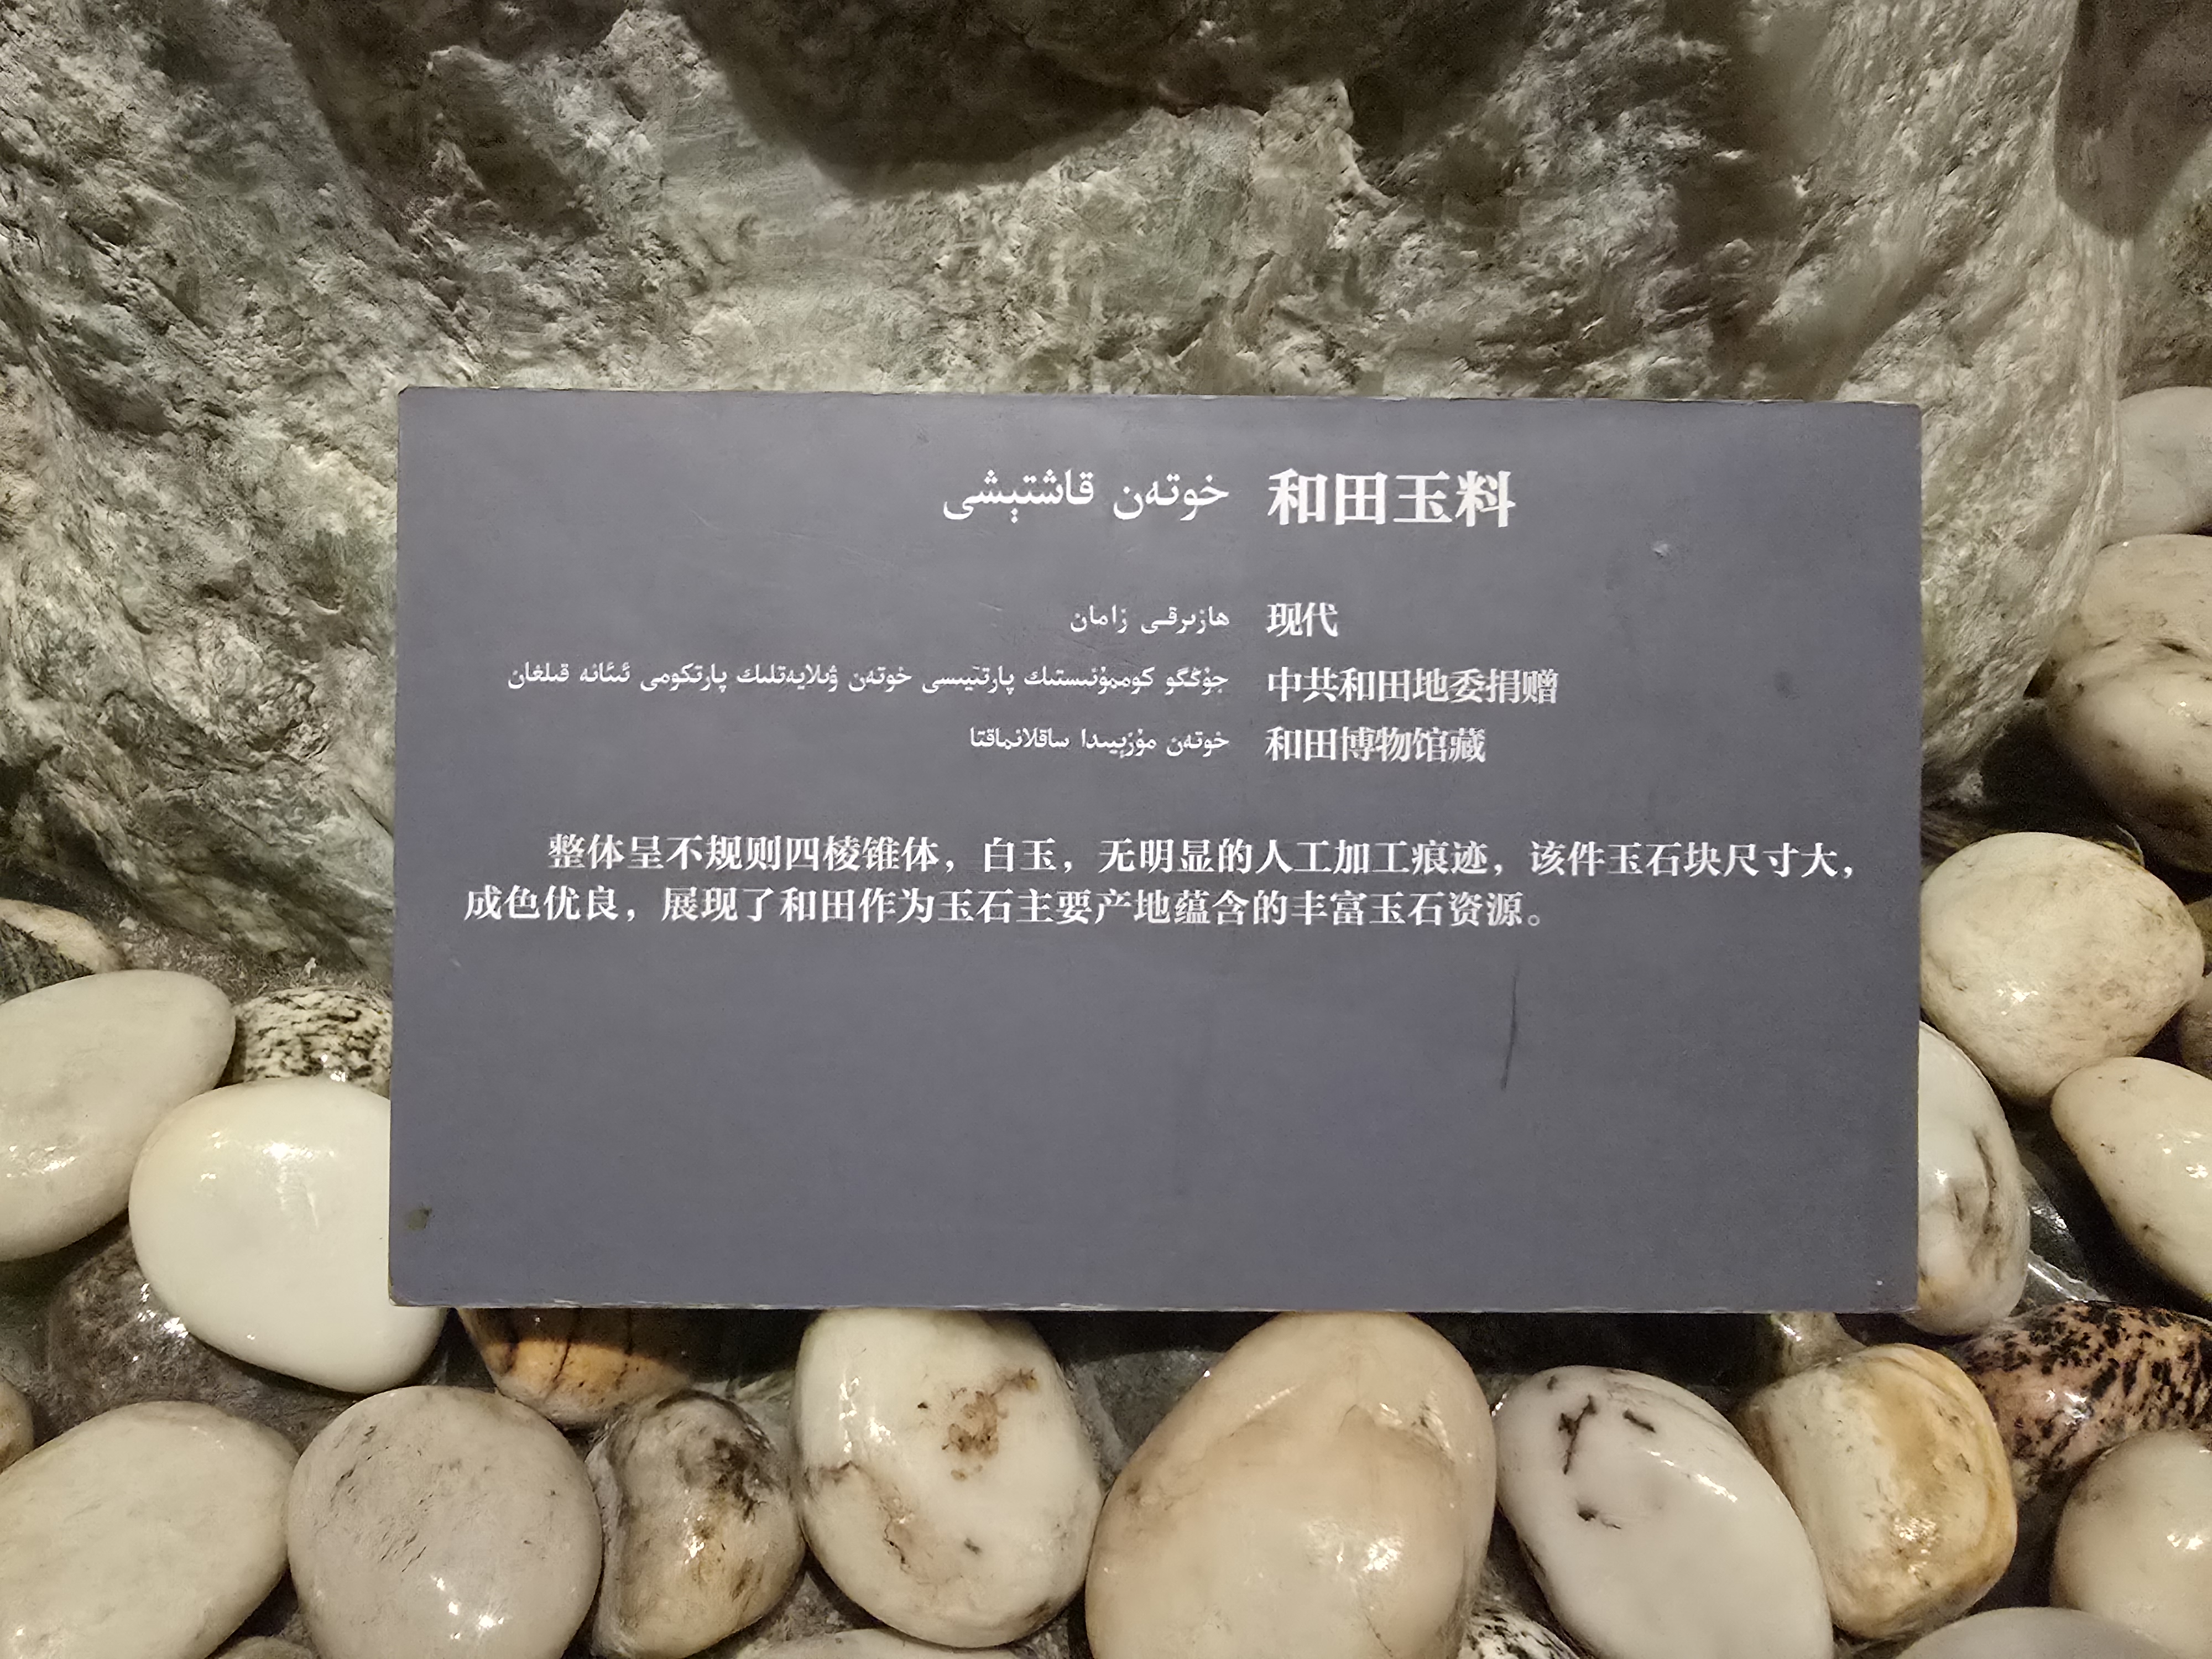 خوتەن قاشتېشى 和田玉料
ھازىرقى زامان 现代
جۇڭگو كوممۇنىستىك پارتىيىسى خوتەن ۋىلايەتلىك پارتكومى ئىئانە قىلغان 中共和田地委捐赠
خوتەن مۇزېيىدا ساقلانماقتا 和田博物馆藏
整体呈不规则四棱锥体，白玉，无明显的人工加工痕迹，该件玉石块尺寸大，
成色优良，展现了和田作为玉石主要产地蕴含的丰富玉石资源。